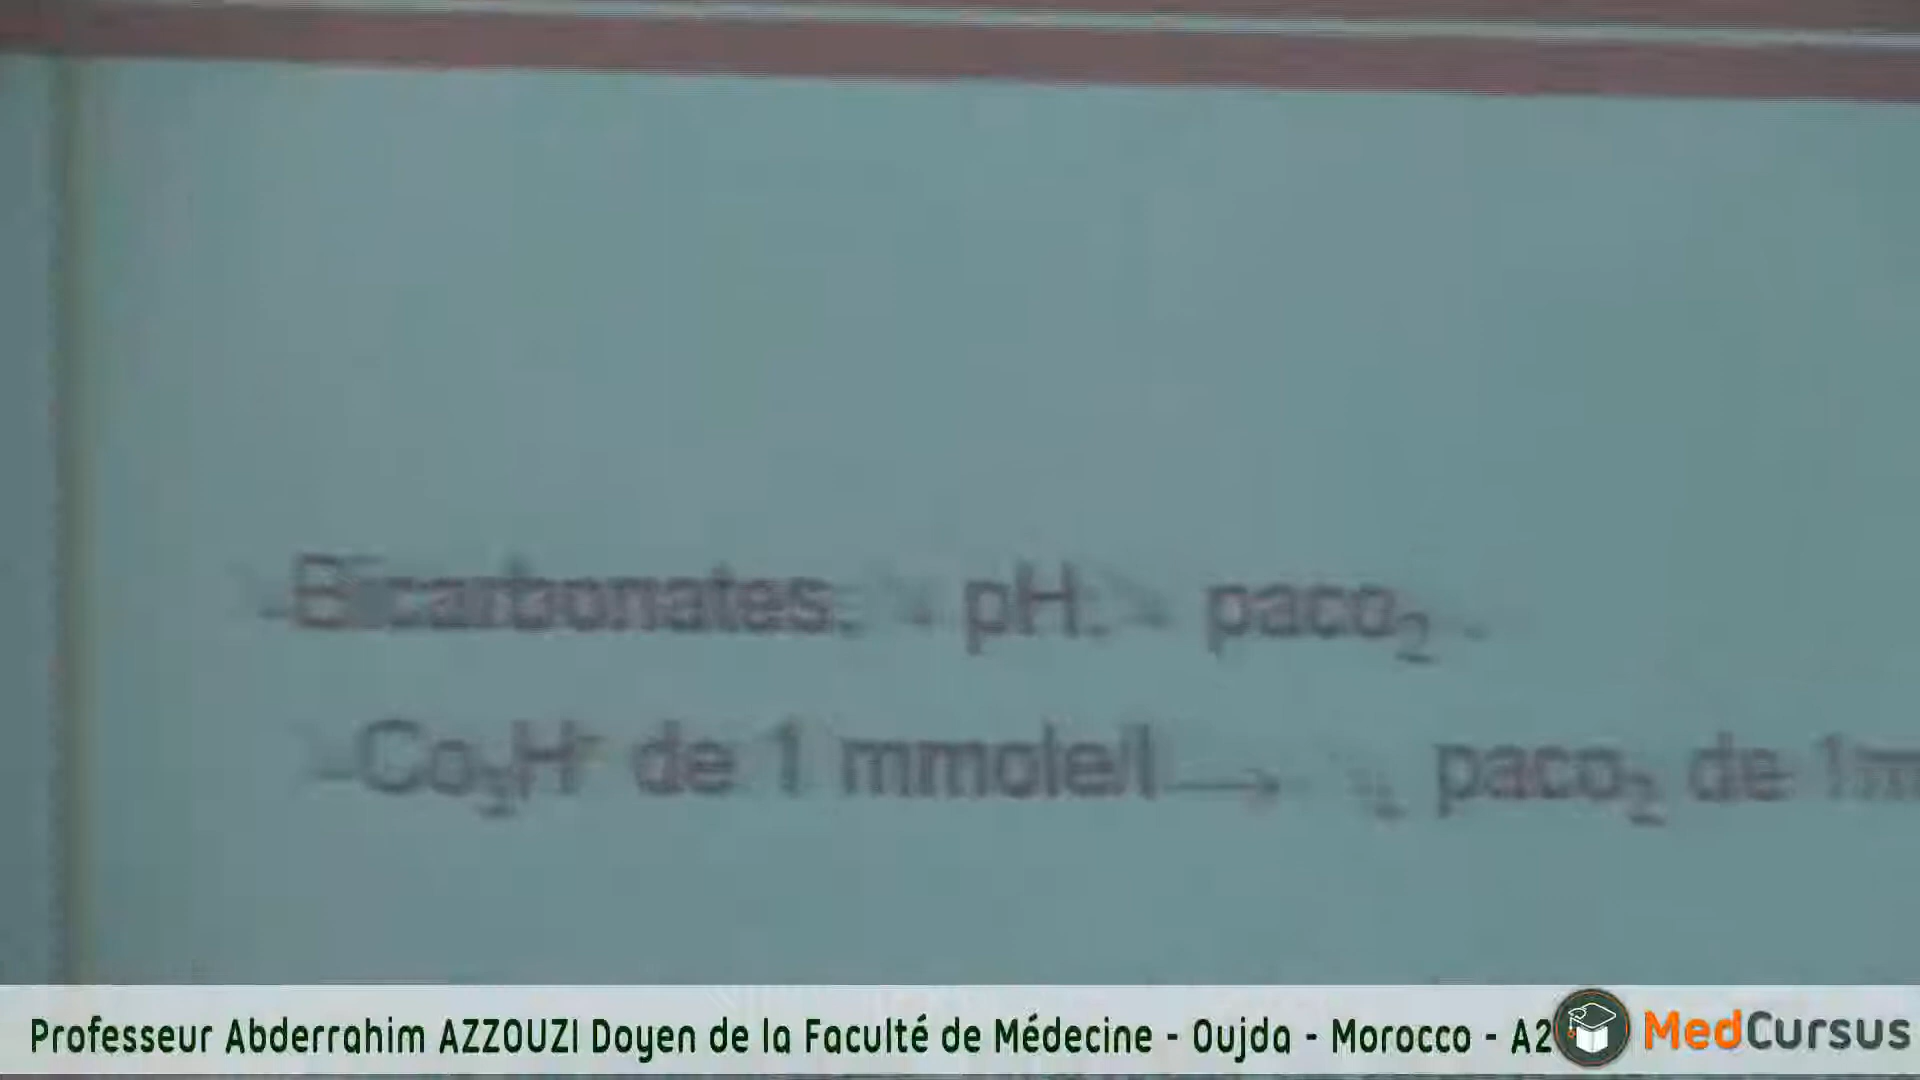 Bicarbonates. pH. paco₂
Co₃H⁻ de 1 mmole/l → paco₂ de 1m
Professeur Abderrahim AZZOUZI Doyen de la Faculté de Médecine - Oujda - Morocco - A2
MedCursus